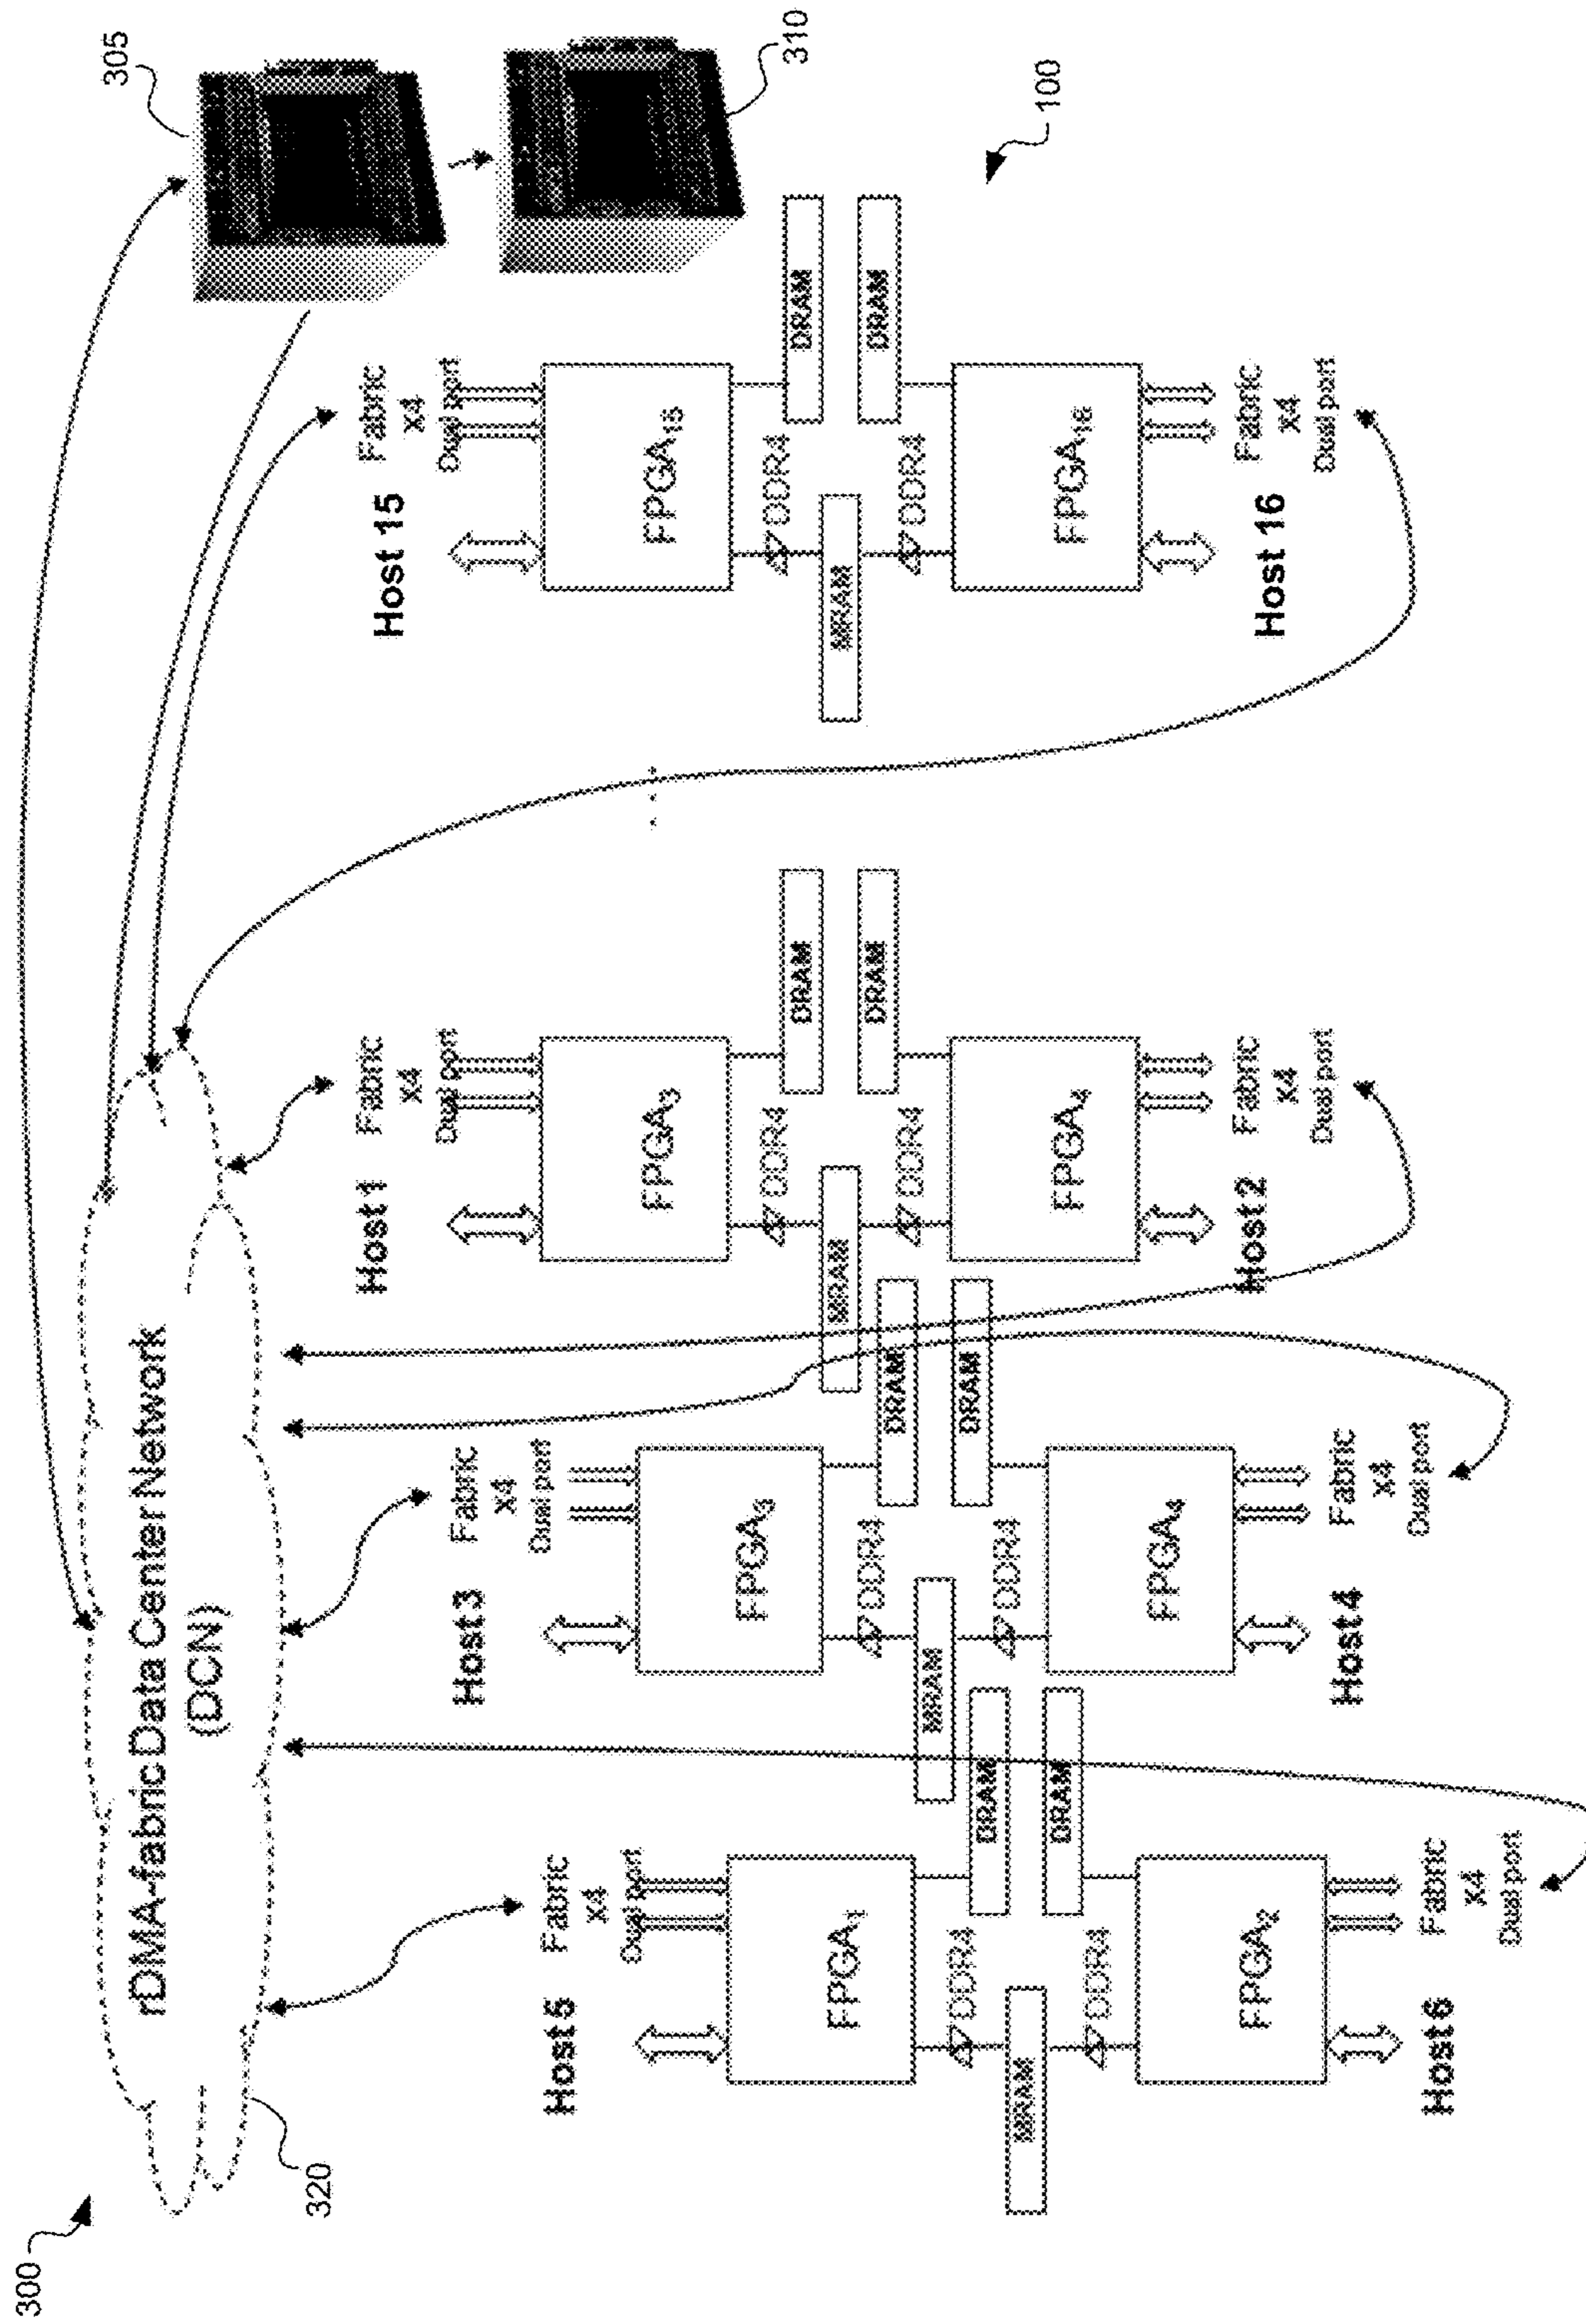 300
rDMA-fabric Data Center Network
(DCN)
320
305
310
100
Host 5
Fabric
x4
Dual port
FPGA₁
DDR4
DRAM
MRAM
DRAM
DDR4
FPGA₂
Host 6
Fabric
x4
Dual port
Host 3
Fabric
x4
Dual port
FPGA₃
DDR4
DRAM
MRAM
DRAM
DDR4
FPGA₄
Host 4
Fabric
x4
Dual port
Host 1
Fabric
x4
Dual port
FPGA₃
DDR4
DRAM
MRAM
DRAM
DDR4
FPGA₄
Host 2
Fabric
x4
Dual port
...
Host 15
Fabric
x4
Dual port
FPGA₁₅
DDR4
DRAM
MRAM
DRAM
DDR4
FPGA₁₆
Host 16
Fabric
x4
Dual port